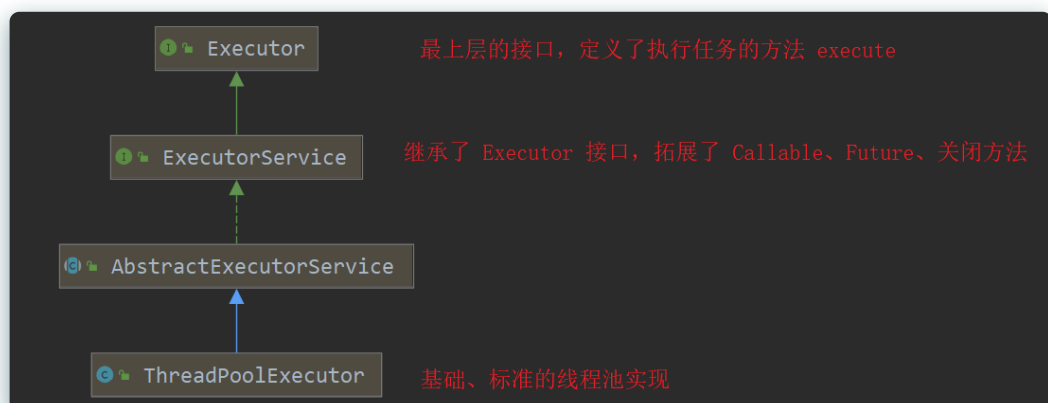 Executor 最上层的接口，定义了执行任务的方法 execute
ExecutorService 继承了 Executor 接口，拓展了 Callable、Future、关闭方法
AbstractExecutorService
ThreadPoolExecutor 基础、标准的线程池实现